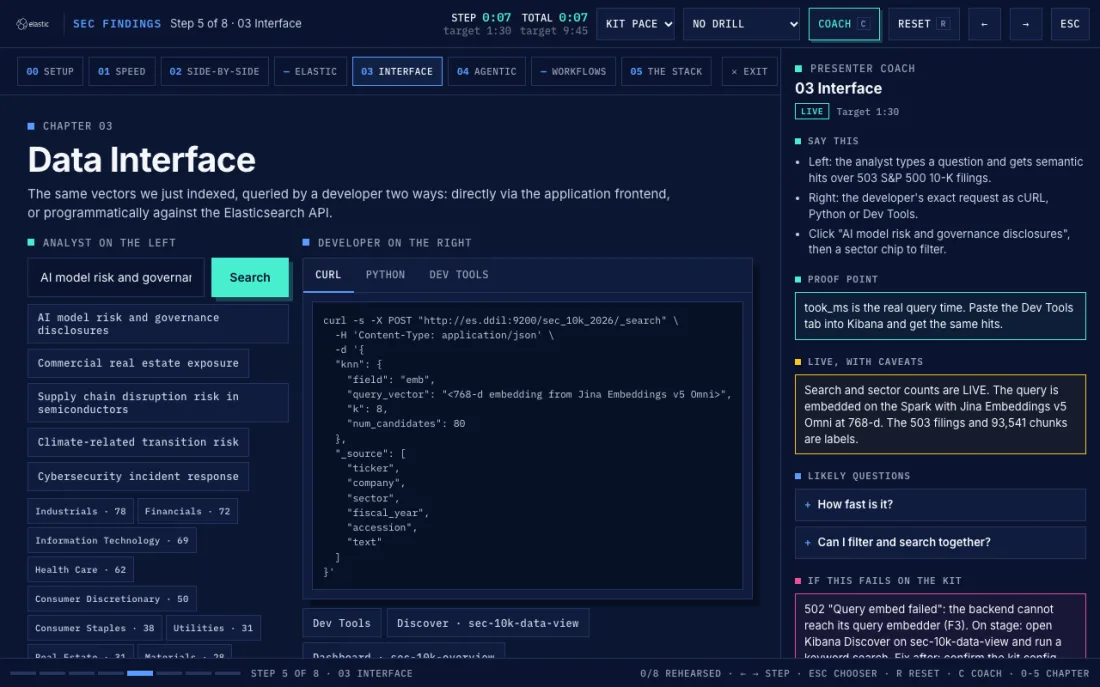 elastic SEC FINDINGS Step 5 of 8 · 03 Interface
STEP 0:07 TOTAL 0:07
target 1:30 target 9:45
KIT PACE NO DRILL COACH C RESET R ← → ESC
00 SETUP 01 SPEED 02 SIDE-BY-SIDE — ELASTIC 03 INTERFACE 04 AGENTIC — WORKFLOWS 05 THE STACK × EXIT
CHAPTER 03
Data Interface
The same vectors we just indexed, queried by a developer two ways: directly via the application frontend,
or programmatically against the Elasticsearch API.
ANALYST ON THE LEFT
AI model risk and governar Search
AI model risk and governance
disclosures
Commercial real estate exposure
Supply chain disruption risk in
semiconductors
Climate-related transition risk
Cybersecurity incident response
Industrials · 78 Financials · 72
Information Technology · 69
Health Care · 62
Consumer Discretionary · 50
Consumer Staples · 38 Utilities · 31
Real Estate · 31 Materials · 28
DEVELOPER ON THE RIGHT
CURL PYTHON DEV TOOLS
curl -s -X POST "http://es.ddil:9200/sec_10k_2026/_search" \
-H 'Content-Type: application/json' \
-d '{
"knn": {
"field": "emb",
"query_vector": "<768-d embedding from Jina Embeddings v5 Omni>",
"k": 8,
"num_candidates": 80
},
"_source": [
"ticker",
"company",
"sector",
"fiscal_year",
"accession",
"text"
]
}'
Dev Tools Discover · sec-10k-data-view
Dashboard · sec-10k-overview
PRESENTER COACH
03 Interface
LIVE Target 1:30
SAY THIS
• Left: the analyst types a question and gets semantic
hits over 503 S&P 500 10-K filings.
• Right: the developer's exact request as cURL,
Python or Dev Tools.
• Click "AI model risk and governance disclosures",
then a sector chip to filter.
PROOF POINT
took_ms is the real query time. Paste the Dev Tools
tab into Kibana and get the same hits.
LIVE, WITH CAVEATS
Search and sector counts are LIVE. The query is
embedded on the Spark with Jina Embeddings v5
Omni at 768-d. The 503 filings and 93,541 chunks
are labels.
LIKELY QUESTIONS
+ How fast is it?
+ Can I filter and search together?
IF THIS FAILS ON THE KIT
502 "Query embed failed": the backend cannot
reach its query embedder (F3). On stage: open
Kibana Discover on sec-10k-data-view and run a
keyword search. Fix after: confirm the kit config
STEP 5 OF 8 · 03 INTERFACE
0/8 REHEARSED · ← → STEP · ESC CHOOSER · R RESET · C COACH · 0-5 CHAPTER